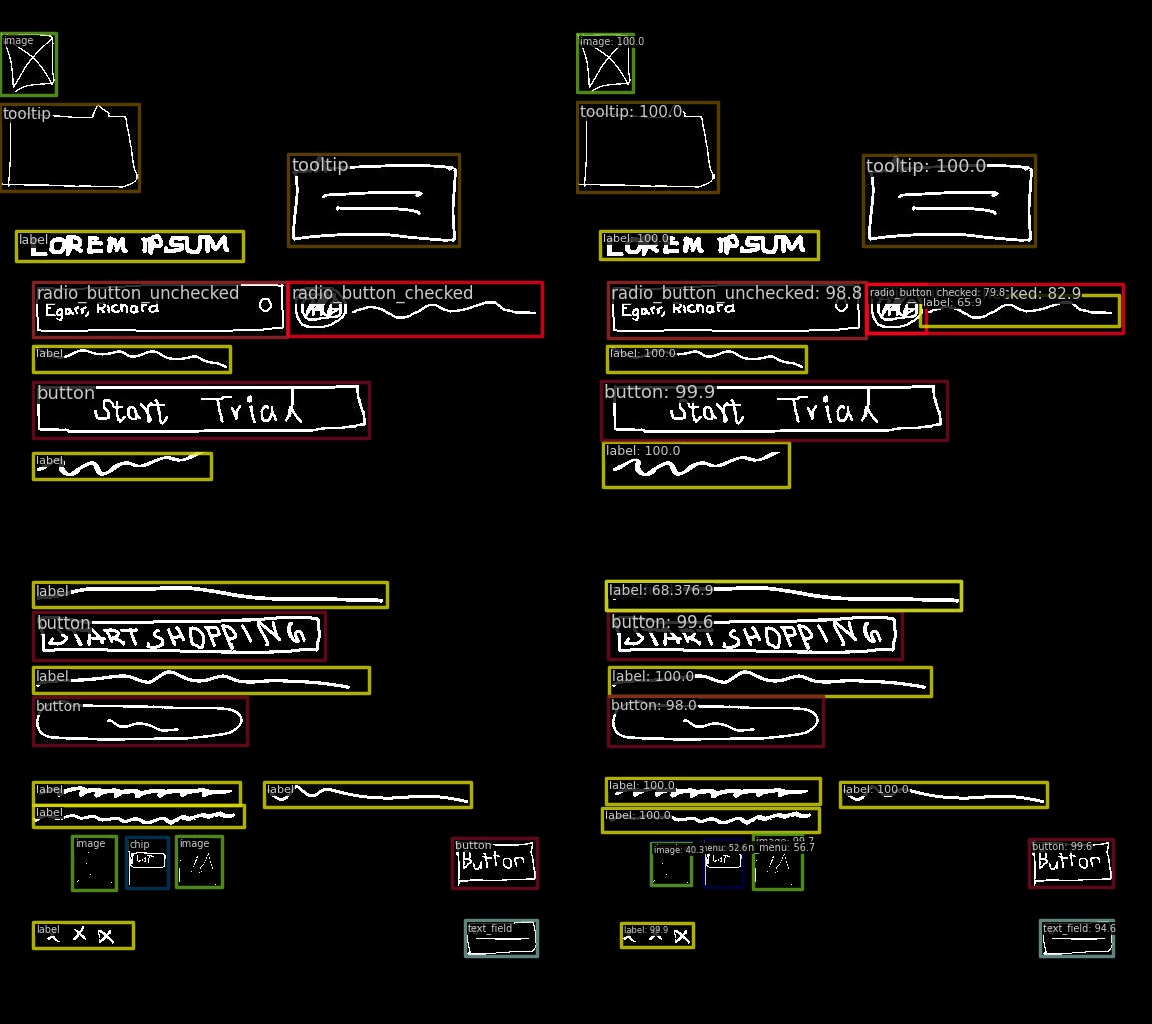 image image: 100.0
tooltip tooltip: 100.0
tooltip tooltip: 100.0
label LOREM IPSUM label: 100.0 LOREM IPSUM
radio_button_unchecked radio_button_checked radio_button_unchecked: 98.8 radio_button_checked: 79.8 ked: 82.9
label: 65.9
Egarr, Richard Egarr, Richard
label label: 100.0
button button: 99.9
Start Trial Start Trial
label label: 100.0
label label: 68.376.9
button button: 99.6
START SHOPPING START SHOPPING
label label: 100.0
button button: 98.0
label label label: 100.0 label: 100.0
label label: 100.0
image chip image button image: 40.3 menu: 52.6 image: 99.7 menu: 56.7 button: 99.6
Button Button
label text_field label: 99.9 text_field: 94.6